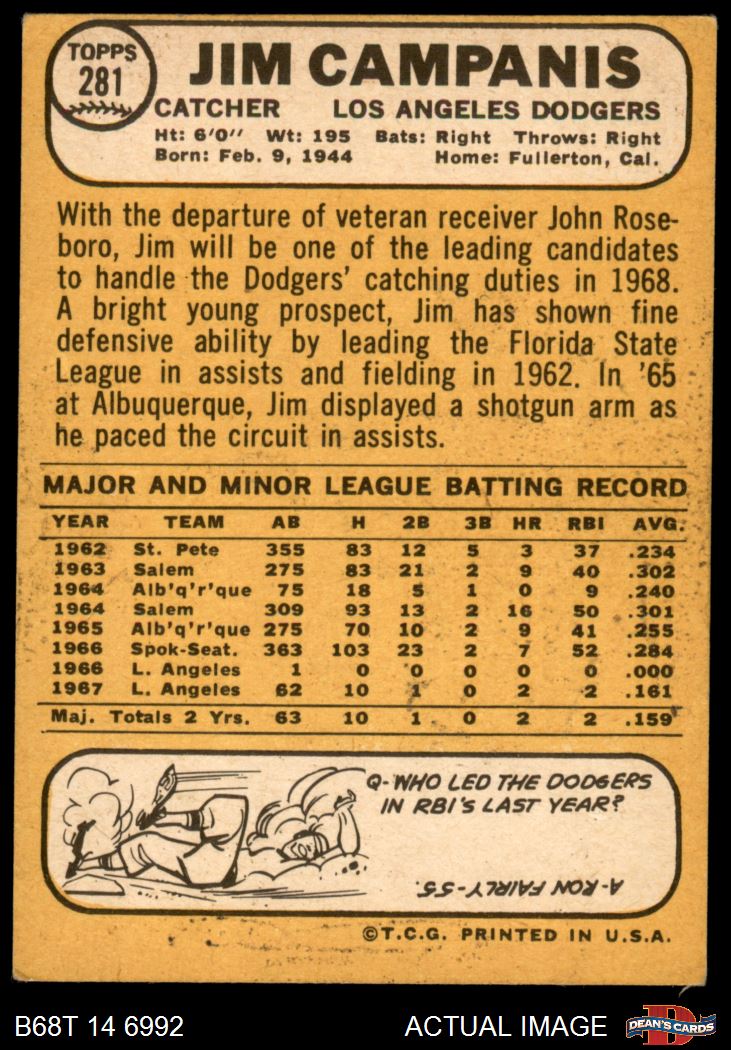 TOPPS
281
JIM CAMPANIS
CATCHER LOS ANGELES DODGERS
Ht: 6'0" Wt: 195 Bats: Right Throws: Right
Born: Feb. 9, 1944 Home: Fullerton, Cal.
With the departure of veteran receiver John Rose-
boro, Jim will be one of the leading candidates
to handle the Dodgers' catching duties in 1968.
A bright young prospect, Jim has shown fine
defensive ability by leading the Florida State
League in assists and fielding in 1962. In '65
at Albuquerque, Jim displayed a shotgun arm as
he paced the circuit in assists.
MAJOR AND MINOR LEAGUE BATTING RECORD
YEAR TEAM AB H 2B 3B HR RBI AVG.
1962 St. Pete 355 83 12 5 3 37 .234
1963 Salem 275 83 21 2 9 40 .302
1964 Alb'q'r'que 75 18 5 1 0 9 .240
1964 Salem 309 93 13 2 16 50 .301
1965 Alb'q'r'que 275 70 10 2 9 41 .255
1966 Spok-Seat. 363 103 23 2 7 52 .284
1966 L. Angeles 1 0 0 0 0 0 .000
1967 L. Angeles 62 10 1 0 2 2 .161
Maj. Totals 2 Yrs. 63 10 1 0 2 2 .159
Q-WHO LED THE DODGERS
IN RBI'S LAST YEAR?
A-RON FAIRLY-55.
©T.C.G. PRINTED IN U.S.A.
B68T 14 6992 ACTUAL IMAGE
D
DEAN'S CARDS